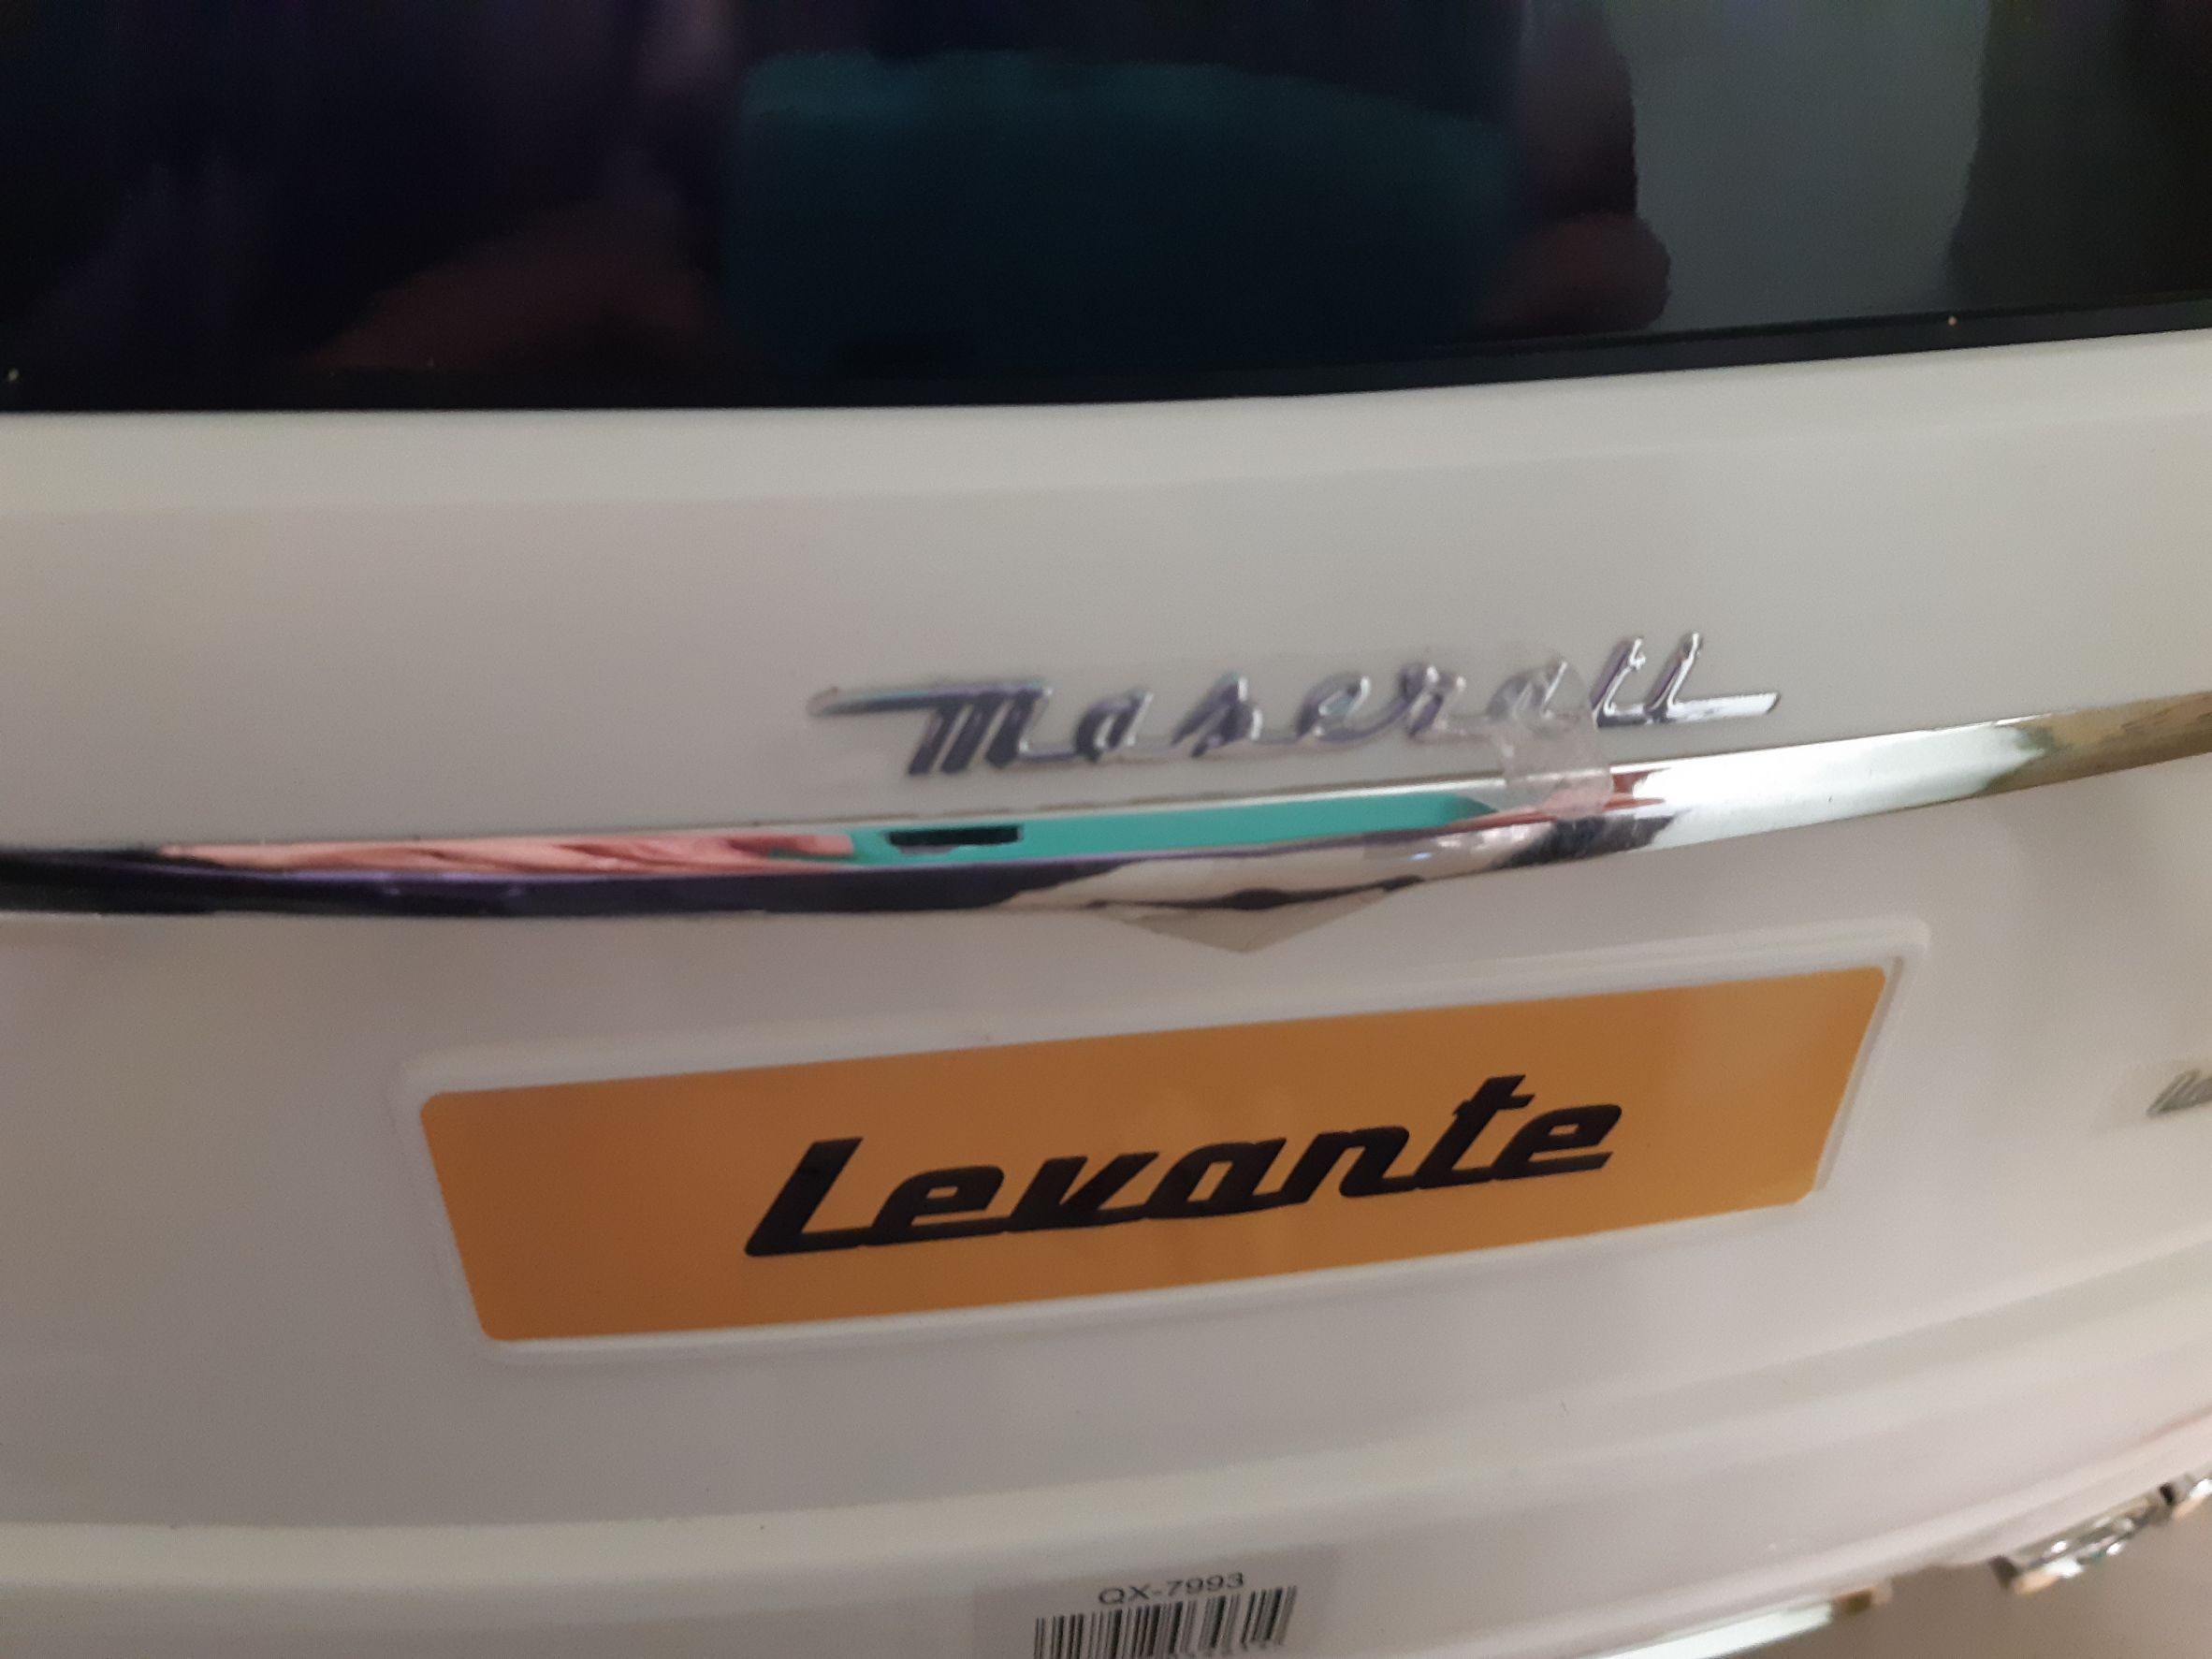 Maserati
Levante
QX-7993